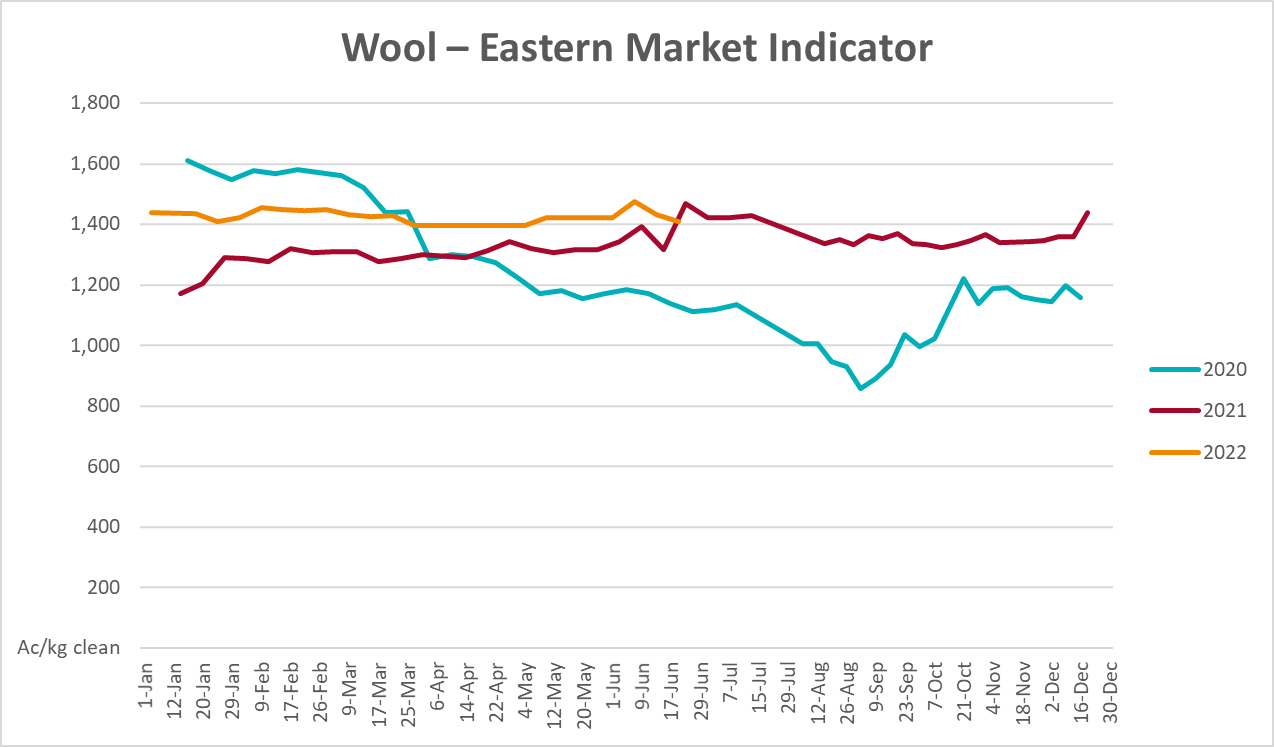 Wool – Eastern Market Indicator
1,800
1,600
1,400
1,200
1,000
800
600
400
200
Ac/kg clean
1-Jan
12-Jan
20-Jan
29-Jan
9-Feb
17-Feb
26-Feb
9-Mar
17-Mar
25-Mar
6-Apr
14-Apr
22-Apr
4-May
12-May
20-May
1-Jun
9-Jun
17-Jun
29-Jun
7-Jul
15-Jul
29-Jul
12-Aug
26-Aug
9-Sep
23-Sep
7-Oct
21-Oct
4-Nov
18-Nov
2-Dec
16-Dec
30-Dec
2020
2021
2022